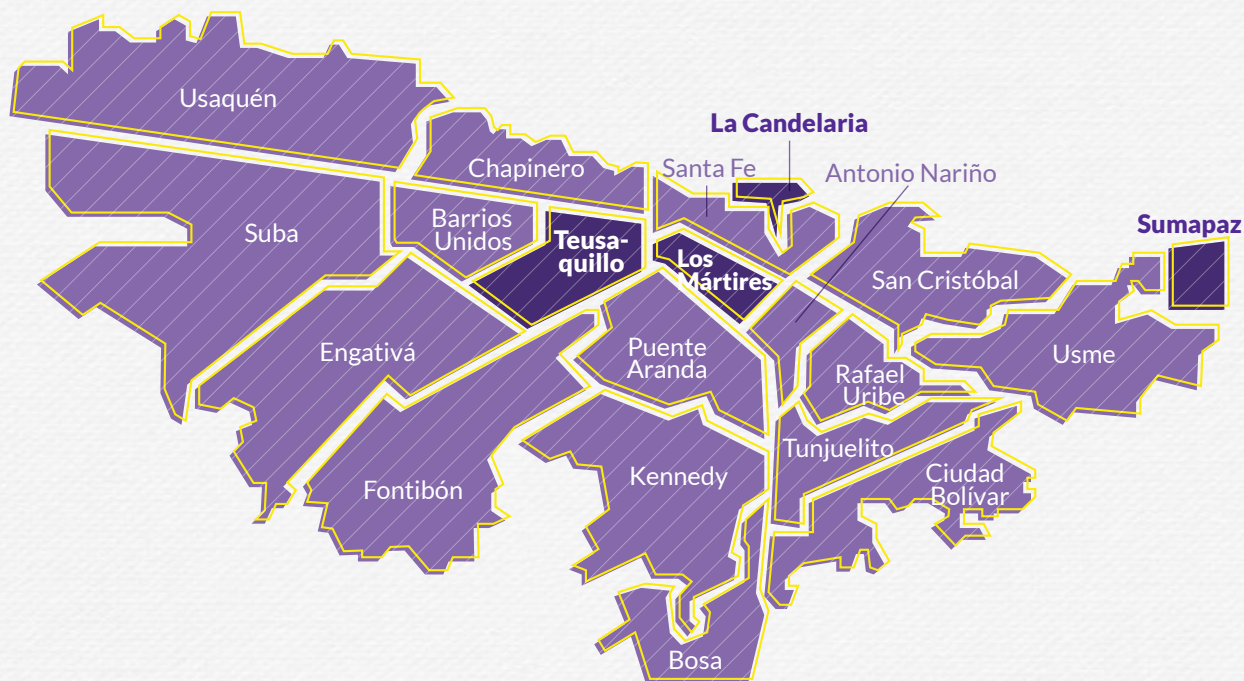 Usaquén
La Candelaria
Chapinero
Santa Fe
Antonio Nariño
Suba
Barrios
Unidos
Teusa-
quillo
Los
Mártires
San Cristóbal
Sumapaz
Engativá
Puente
Aranda
Rafael
Uribe
Usme
Fontibón
Kennedy
Tunjuelito
Ciudad
Bolívar
Bosa